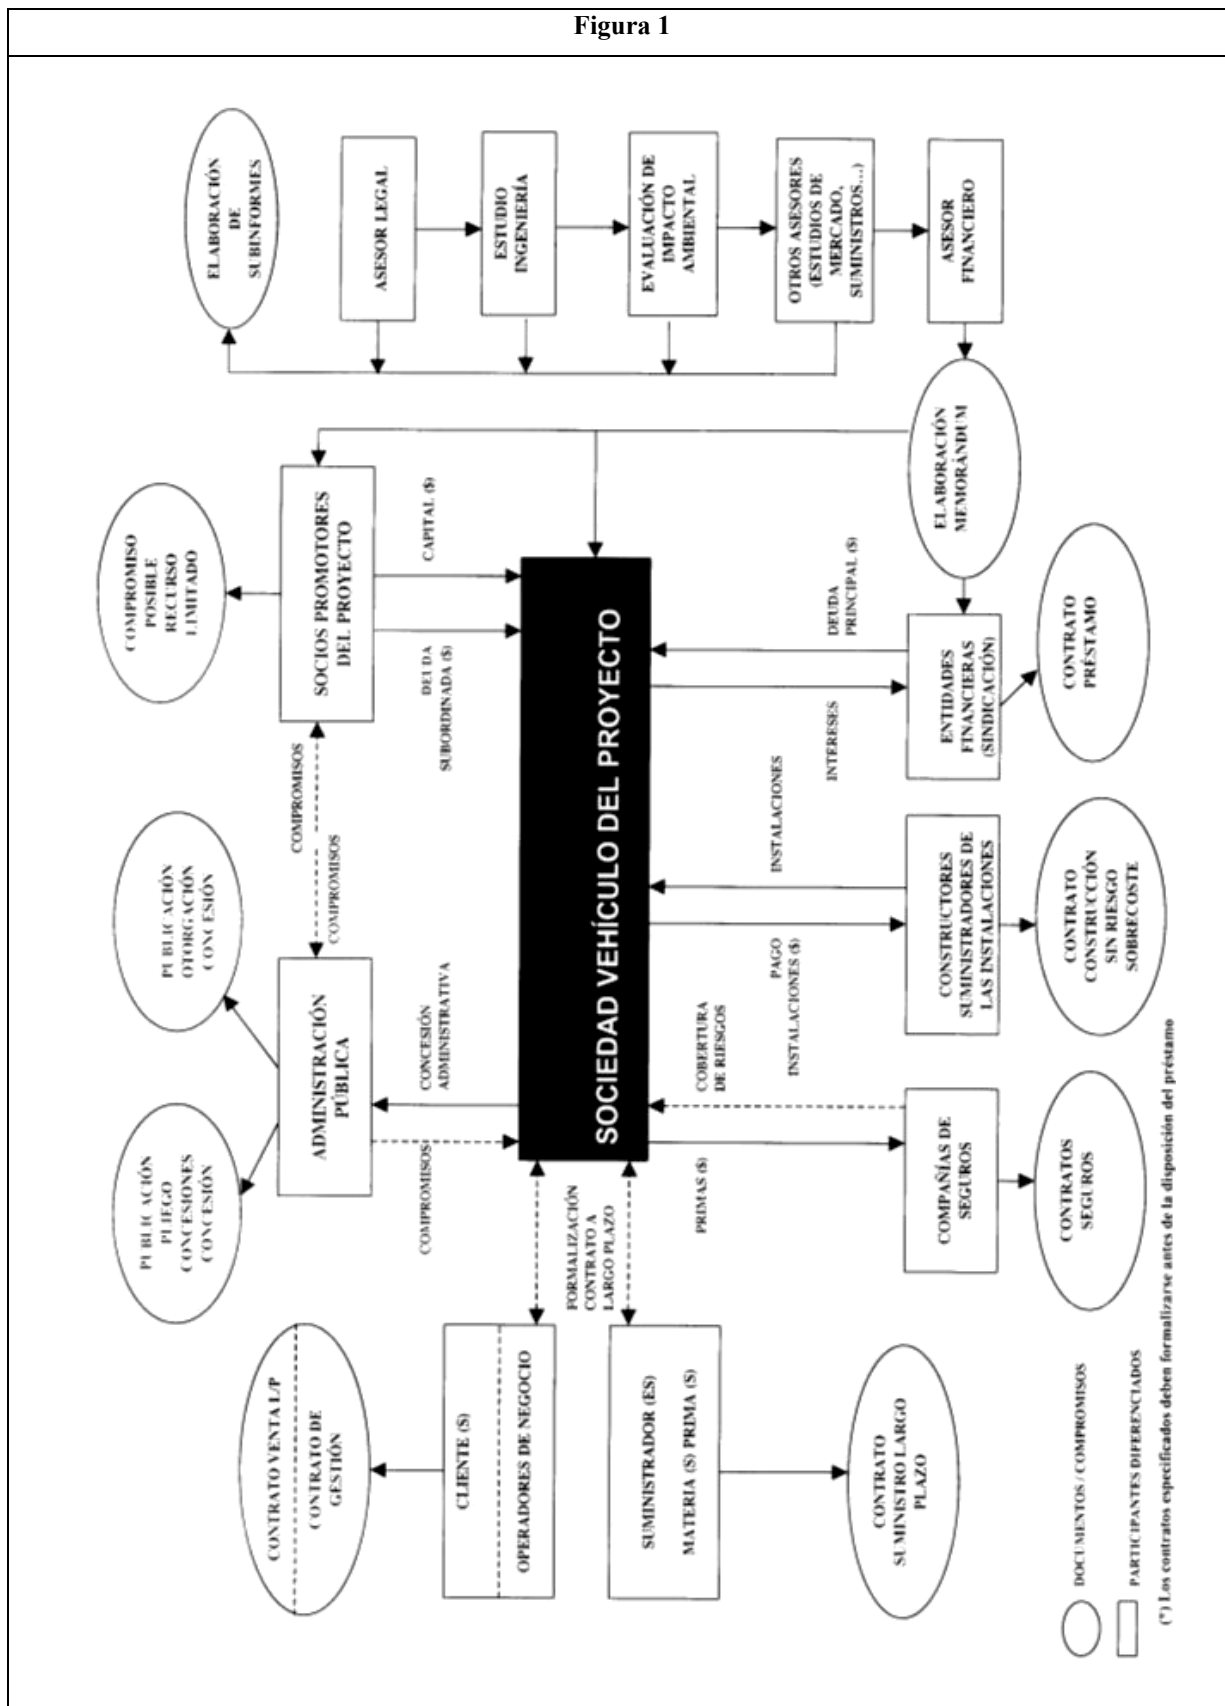 Figura 1
CONTRATO VENTA L/P
CONTRATO DE
GESTIÓN
PUBLICACIÓN
PLIEGO
CONCESIONES
CONCESIÓN
PUBLICACIÓN
OTORGACIÓN
CONCESIÓN
COMPROMISO
POSIBLE
RECURSO
LIMITADO
ELABORACIÓN
DE
SUBINFORMES
CLIENTE (S)
OPERADORES DE NEGOCIO
ADMINISTRACIÓN
PÚBLICA
COMPROMISOS
COMPROMISOS
SOCIOS PROMOTORES
DEL PROYECTO
ASESOR LEGAL
ESTUDIO
INGENIERÍA
EVALUACIÓN DE
IMPACTO
AMBIENTAL
OTROS ASESORES
(ESTUDIOS DE
MERCADO,
SUMINISTROS...)
ASESOR
FINANCIERO
COMPROMISOS
CONCESIÓN
ADMINISTRATIVA
DEUDA
SUBORDINADA ($)
CAPITAL ($)
FORMALIZACIÓN
CONTRATO A
LARGO PLAZO
SOCIEDAD VEHÍCULO DEL PROYECTO
SUMINISTRADOR (ES)
MATERIA (S) PRIMA (S)
PRIMAS ($)
COBERTURA
DE RIESGOS
PAGO
INSTALACIONES ($)
INSTALACIONES
INTERESES
DEUDA
PRINCIPAL ($)
ELABORACIÓN
MEMORÁNDUM
CONTRATO
SUMINISTRO LARGO
PLAZO
COMPAÑÍAS DE
SEGUROS
CONSTRUCTORES
SUMINISTRADORES DE
LAS INSTALACIONES
ENTIDADES
FINANCIERAS
(SINDICACIÓN)
CONTRATOS
SEGUROS
CONTRATO
CONSTRUCCIÓN
SIN RIESGO
SOBRECOSTE
CONTRATO
PRÉSTAMO
DOCUMENTOS / COMPROMISOS
PARTICIPANTES DIFERENCIADOS
(*) Los contratos especificados deben formalizarse antes de la disposición del préstamo